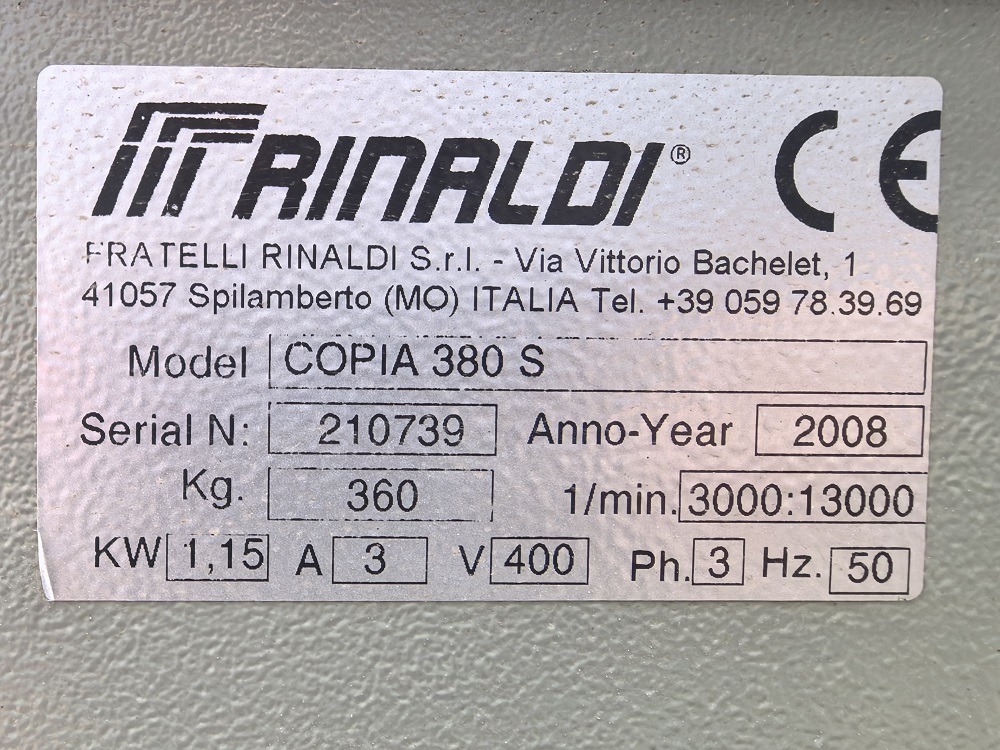 RINALDI® CE
FRATELLI RINALDI S.r.l. - Via Vittorio Bachelet, 1
41057 Spilamberto (MO) ITALIA Tel. +39 059 78.39.69
Model COPIA 380 S
Serial N: 210739 Anno-Year 2008
Kg. 360 1/min. 3000:13000
KW 1,15 A 3 V 400 Ph. 3 Hz. 50